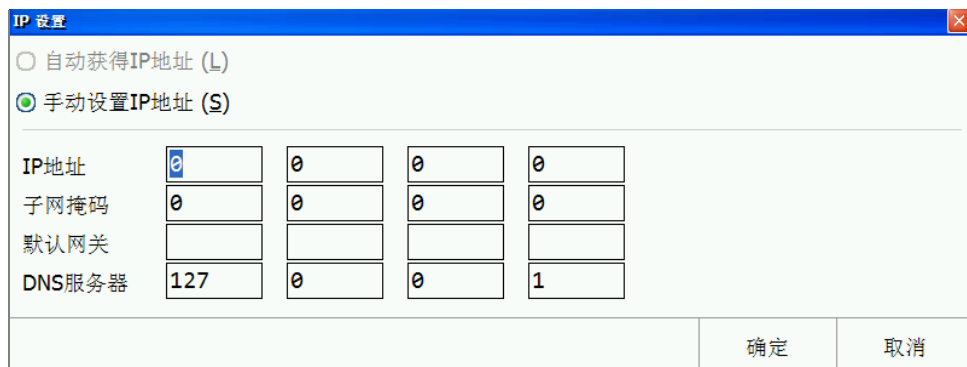 IP 设置
自动获得IP地址 (L)
手动设置IP地址 (S)
IP地址 0 0 0 0
子网掩码 0 0 0 0
默认网关
DNS服务器 127 0 0 1
确定 取消